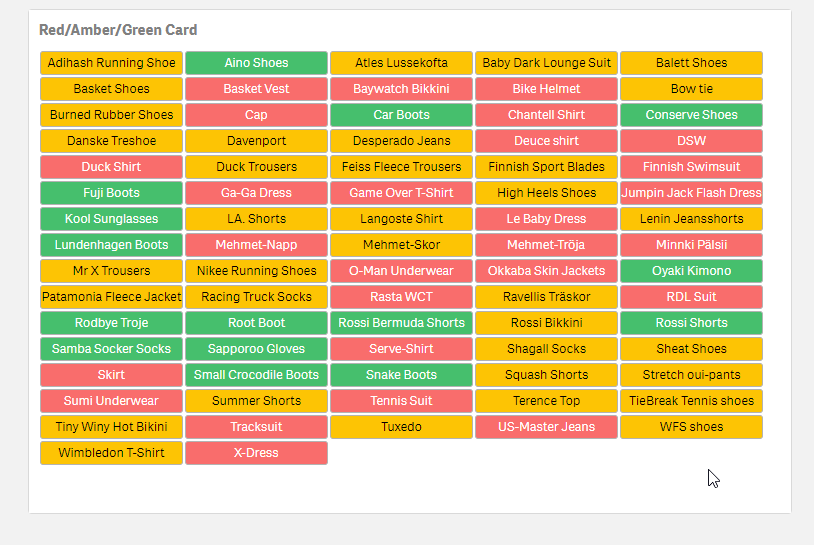 Red/Amber/Green Card
Adihash Running Shoe Aino Shoes Atles Lussekofta Baby Dark Lounge Suit Balett Shoes
Basket Shoes Basket Vest Baywatch Bikkini Bike Helmet Bow tie
Burned Rubber Shoes Cap Car Boots Chantell Shirt Conserve Shoes
Danske Treshoe Davenport Desperado Jeans Deuce shirt DSW
Duck Shirt Duck Trousers Feiss Fleece Trousers Finnish Sport Blades Finnish Swimsuit
Fuji Boots Ga-Ga Dress Game Over T-Shirt High Heels Shoes Jumpin Jack Flash Dress
Kool Sunglasses LA. Shorts Langoste Shirt Le Baby Dress Lenin Jeansshorts
Lundenhagen Boots Mehmet-Napp Mehmet-Skor Mehmet-Tröja Minnki Pälsii
Mr X Trousers Nikee Running Shoes O-Man Underwear Okkaba Skin Jackets Oyaki Kimono
Patamonia Fleece Jacket Racing Truck Socks Rasta WCT Ravellis Träskor RDL Suit
Rodbye Troje Root Boot Rossi Bermuda Shorts Rossi Bikkini Rossi Shorts
Samba Socker Socks Sapporoo Gloves Serve-Shirt Shagall Socks Sheat Shoes
Skirt Small Crocodile Boots Snake Boots Squash Shorts Stretch oui-pants
Sumi Underwear Summer Shorts Tennis Suit Terence Top TieBreak Tennis shoes
Tiny Winy Hot Bikini Tracksuit Tuxedo US-Master Jeans WFS shoes
Wimbledon T-Shirt X-Dress